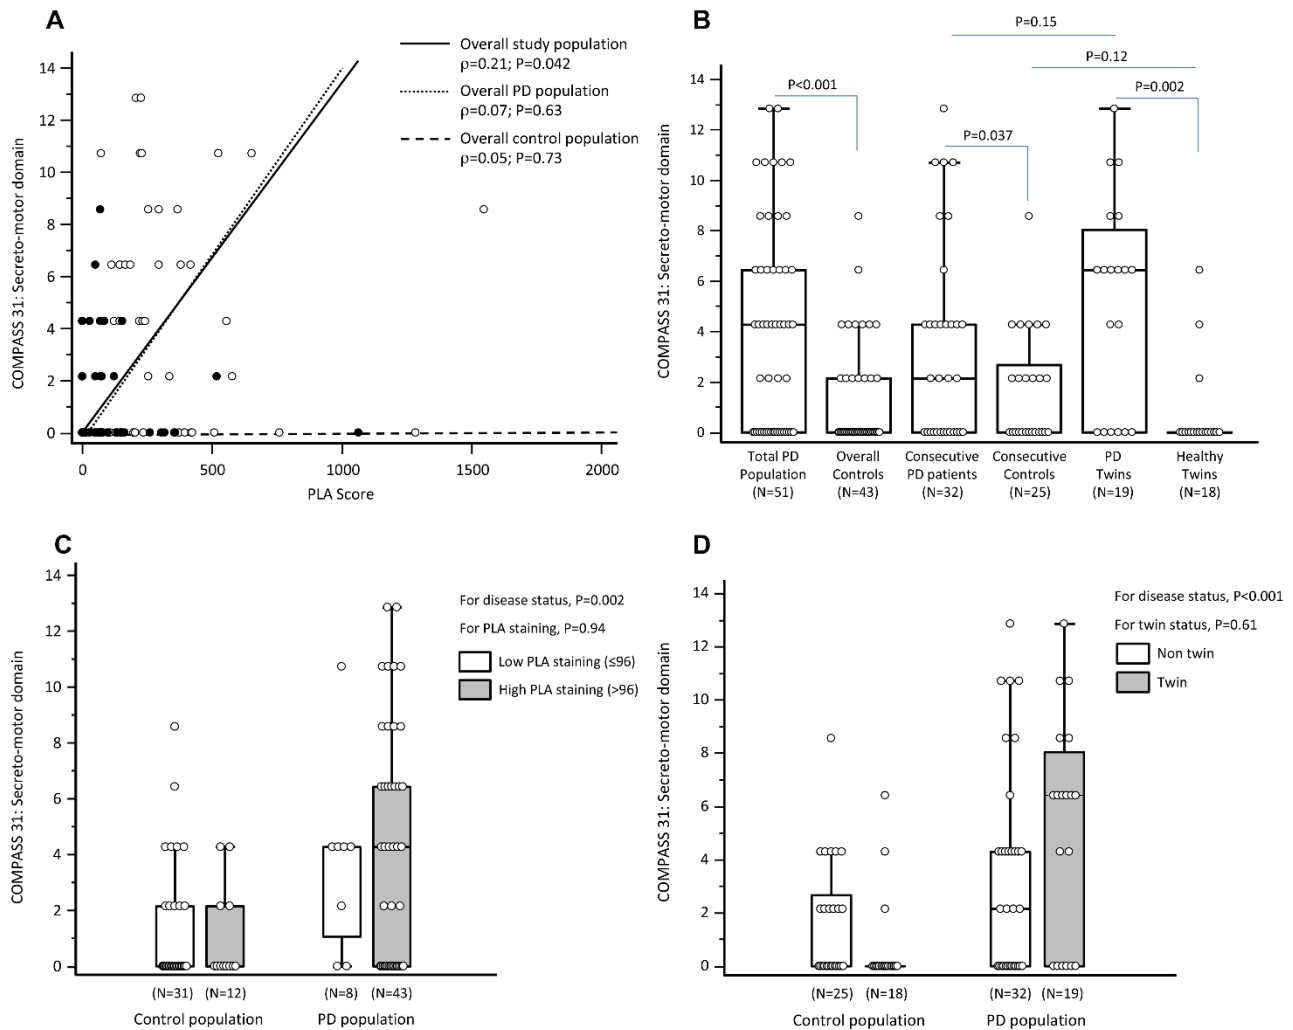 A
Overall study population
ρ=0.21; P=0.042
Overall PD population
ρ=0.07; P=0.63
Overall control population
ρ=0.05; P=0.73
COMPASS 31: Secreto-motor domain
14
12
10
8
6
4
2
0
0 500 1000 1500 2000
PLA Score
B
P=0.15
P=0.12
P<0.001
P=0.037
P=0.002
COMPASS 31: Secreto-motor domain
14
12
10
8
6
4
2
0
Total PD Overall Consecutive Consecutive PD Healthy
Population Controls PD patients Controls Twins Twins
(N=51) (N=43) (N=32) (N=25) (N=19) (N=18)
C
For disease status, P=0.002
For PLA staining, P=0.94
Low PLA staining (≤96)
High PLA staining (>96)
COMPASS 31: Secreto-motor domain
14
12
10
8
6
4
2
0
(N=31) (N=12) (N=8) (N=43)
Control population PD population
D
For disease status, P<0.001
For twin status, P=0.61
Non twin
Twin
COMPASS 31: Secreto-motor domain
14
12
10
8
6
4
2
0
(N=25) (N=18) (N=32) (N=19)
Control population PD population